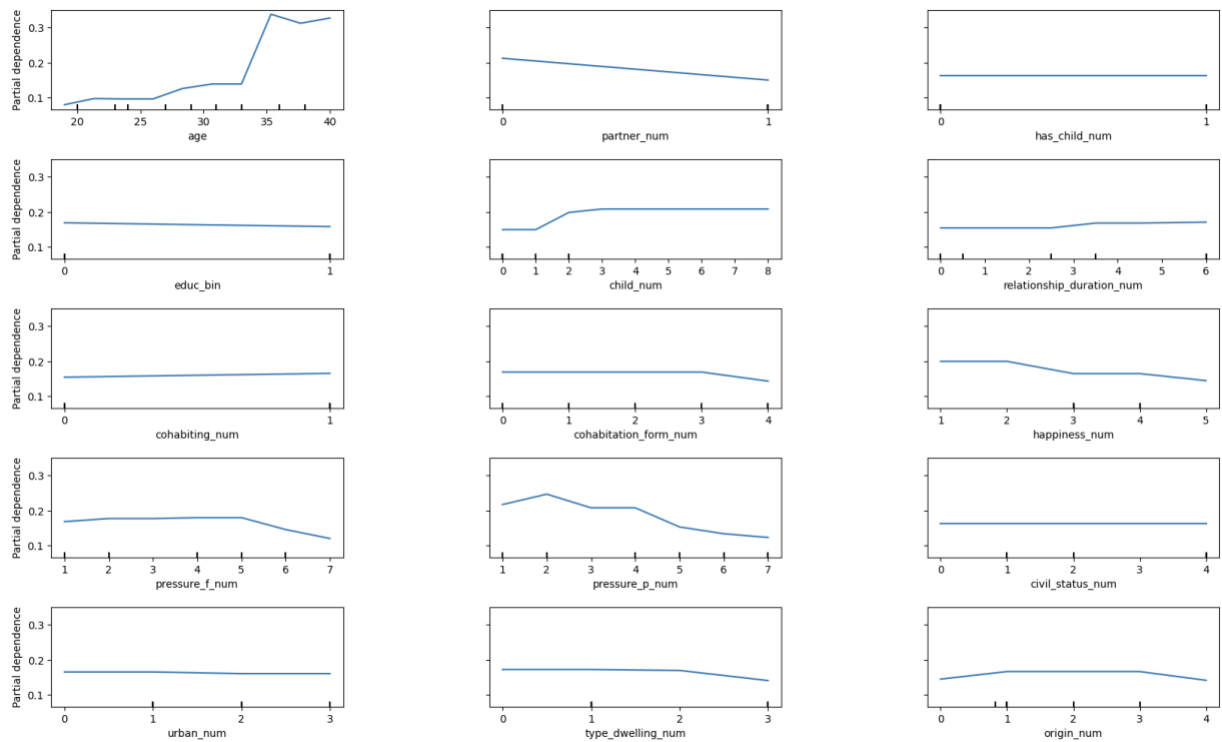 0.3
0.2
0.1
Partial dependence
20 25 30 35 40
age
0 1
partner_num
0 1
has_child_num
0.3
0.2
0.1
Partial dependence
0 1
educ_bin
0 1 2 3 4 5 6 7 8
child_num
0 1 2 3 4 5 6
relationship_duration_num
0.3
0.2
0.1
Partial dependence
0 1
cohabiting_num
0 1 2 3 4
cohabitation_form_num
1 2 3 4 5
happiness_num
0.3
0.2
0.1
Partial dependence
1 2 3 4 5 6 7
pressure_f_num
1 2 3 4 5 6 7
pressure_p_num
0 1 2 3 4
civil_status_num
0.3
0.2
0.1
Partial dependence
0 1 2 3
urban_num
0 1 2 3
type_dwelling_num
0 1 2 3 4
origin_num